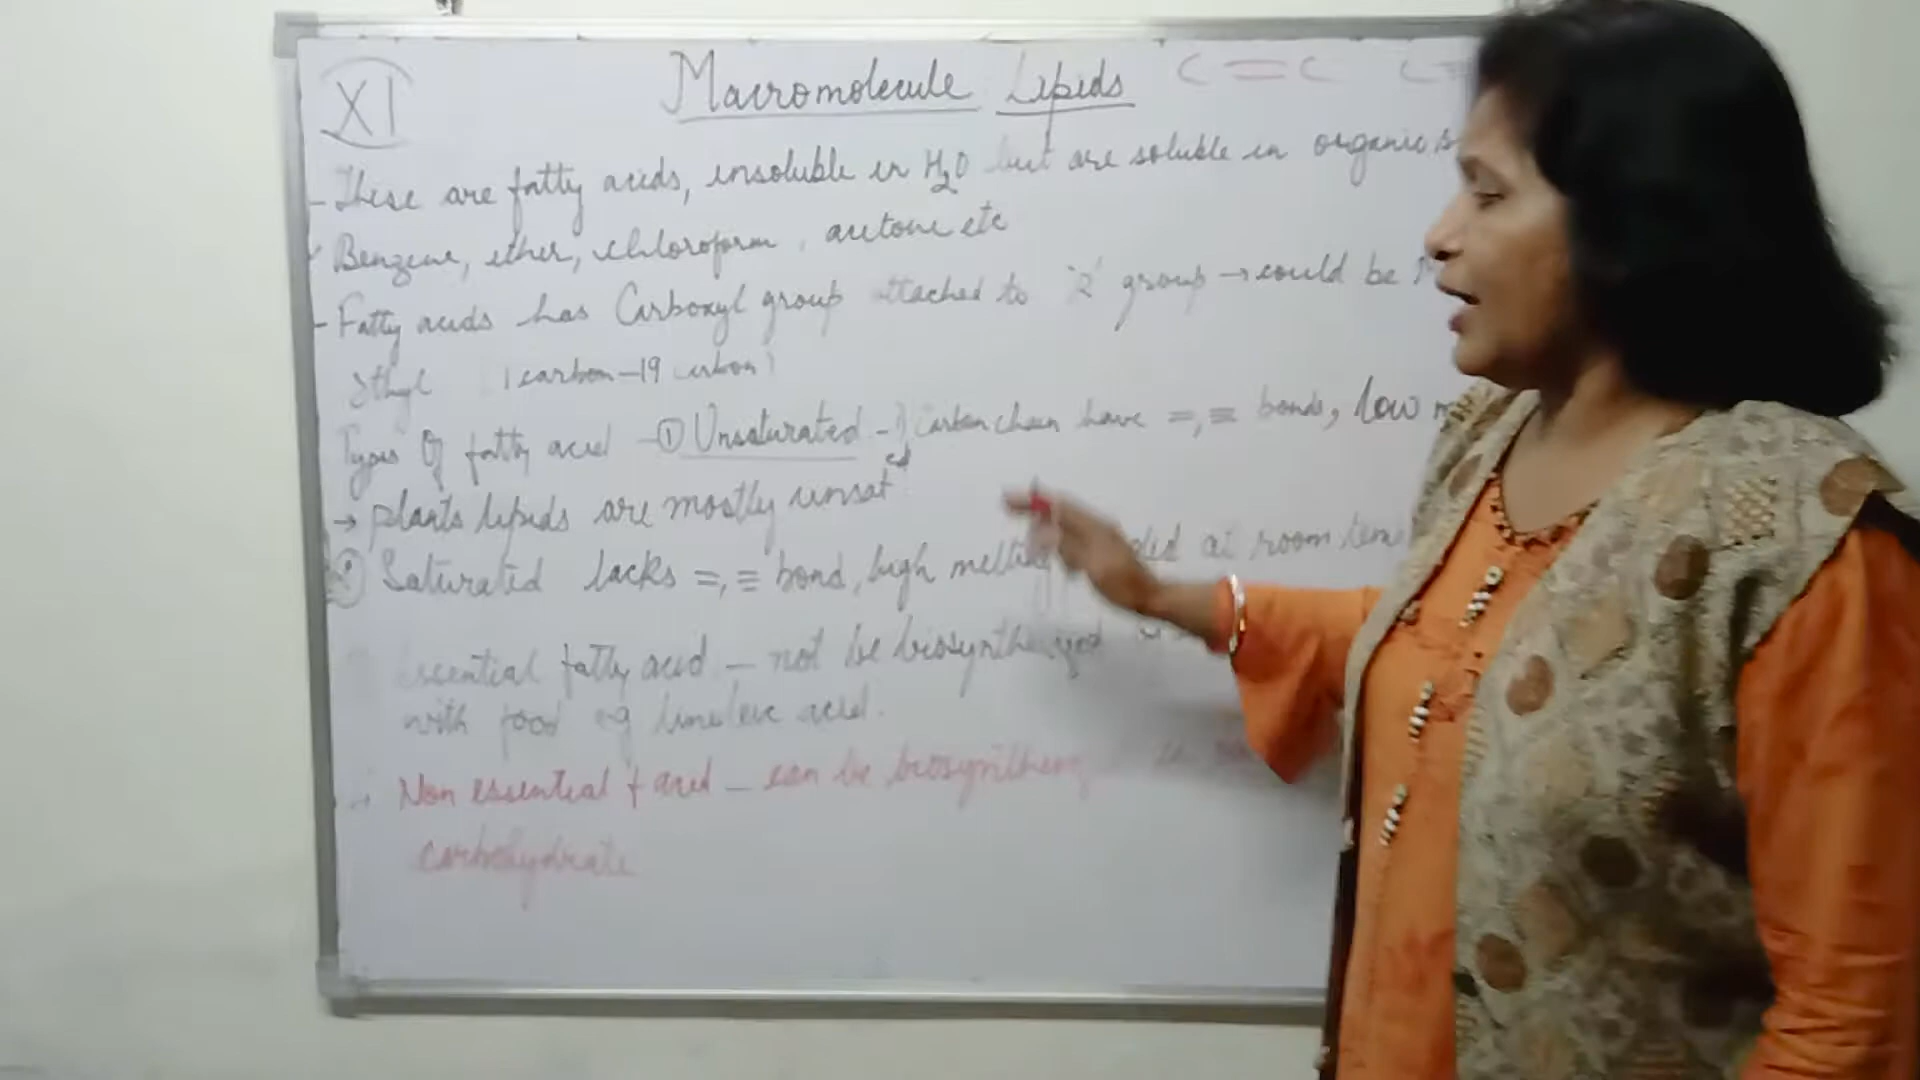 XI
Macromolecule Lipids C = C C =
- These are fatty acids, insoluble in H2O but are soluble in organic s
Benzene, ether, chloroform, acetone etc
- Fatty acids has Carboxyl group attached to 'R' group → could be
ethyl 1 carbon - 19 carbon
Types of fatty acid - ① Unsaturated - Carbon chain have =, ≡ bonds, low m
→ plants lipids are mostly unsat ed
② Saturated lacks =, ≡ bond, high melting at room tem
Essential fatty acid - not be biosynthesized
with food eg linoleic acid.
Non essential f acid - can be biosynthesi
carbohydrate